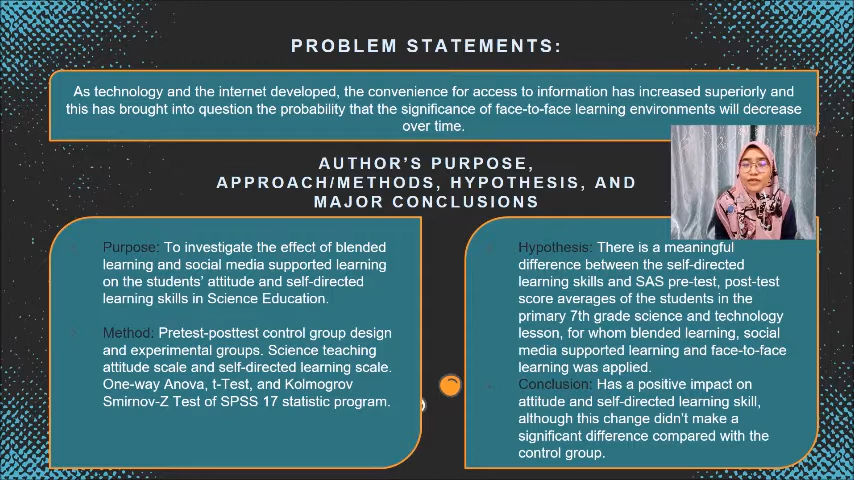 PROBLEM STATEMENTS:
As technology and the internet developed, the convenience for access to information has increased superiorly and
this has brought into question the probability that the significance of face-to-face learning environments will decrease
over time.
AUTHOR'S PURPOSE,
APPROACH/METHODS, HYPOTHESIS, AND
MAJOR CONCLUSIONS
Purpose: To investigate the effect of blended
learning and social media supported learning
on the students' attitude and self-directed
learning skills in Science Education.
Method: Pretest-posttest control group design
and experimental groups. Science teaching
attitude scale and self-directed learning scale.
One-way Anova, t-Test, and Kolmogrov
Smirnov-Z Test of SPSS 17 statistic program.
Hypothesis: There is a meaningful
difference between the self-directed
learning skills and SAS pre-test, post-test
score averages of the students in the
primary 7th grade science and technology
lesson, for whom blended learning, social
media supported learning and face-to-face
learning was applied.
Conclusion: Has a positive impact on
attitude and self-directed learning skill,
although this change didn't make a
significant difference compared with the
control group.